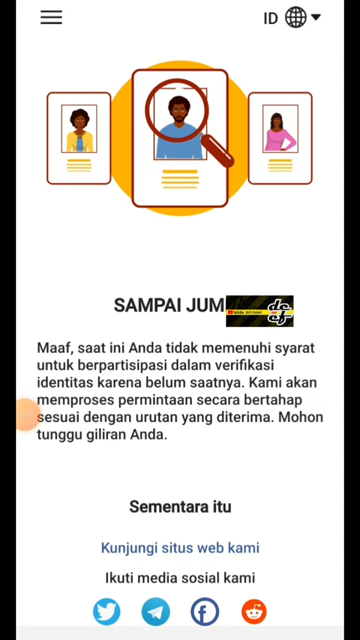 ID
SAMPAI JUM
Maaf, saat ini Anda tidak memenuhi syarat
untuk berpartisipasi dalam verifikasi
identitas karena belum saatnya. Kami akan
memproses permintaan secara bertahap
sesuai dengan urutan yang diterima. Mohon
tunggu giliran Anda.
Sementara itu
Kunjungi situs web kami
Ikuti media sosial kami